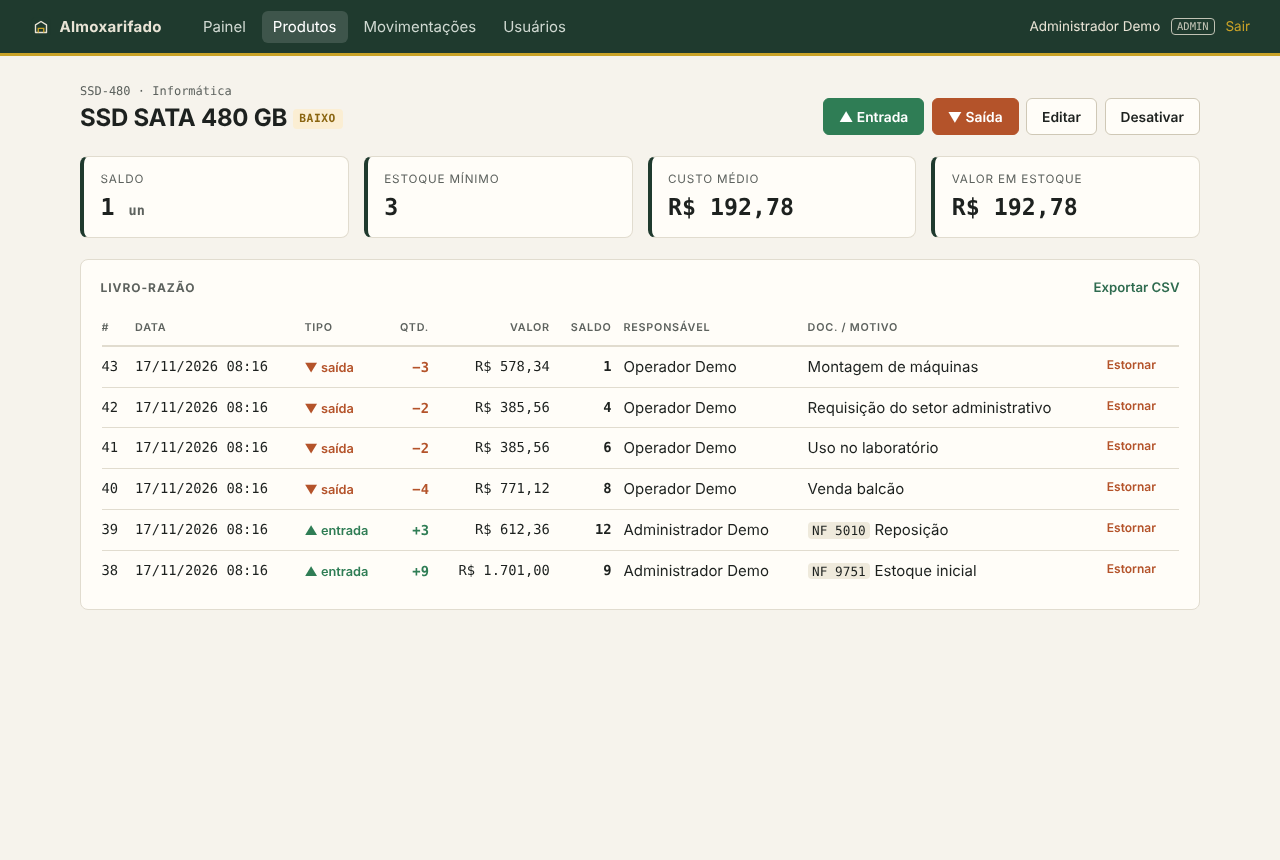 Almoxarifado Painel Produtos Movimentações Usuários Administrador Demo ADMIN Sair
SSD-480 · Informática
SSD SATA 480 GB BAIXO
▲ Entrada ▼ Saída Editar Desativar
SALDO
1 un
ESTOQUE MÍNIMO
3
CUSTO MÉDIO
R$ 192,78
VALOR EM ESTOQUE
R$ 192,78
LIVRO-RAZÃO Exportar CSV
# DATA TIPO QTD. VALOR SALDO RESPONSÁVEL DOC. / MOTIVO
43 17/11/2026 08:16 ▼ saída −3 R$ 578,34 1 Operador Demo Montagem de máquinas Estornar
42 17/11/2026 08:16 ▼ saída −2 R$ 385,56 4 Operador Demo Requisição do setor administrativo Estornar
41 17/11/2026 08:16 ▼ saída −2 R$ 385,56 6 Operador Demo Uso no laboratório Estornar
40 17/11/2026 08:16 ▼ saída −4 R$ 771,12 8 Operador Demo Venda balcão Estornar
39 17/11/2026 08:16 ▲ entrada +3 R$ 612,36 12 Administrador Demo NF 5010 Reposição Estornar
38 17/11/2026 08:16 ▲ entrada +9 R$ 1.701,00 9 Administrador Demo NF 9751 Estoque inicial Estornar